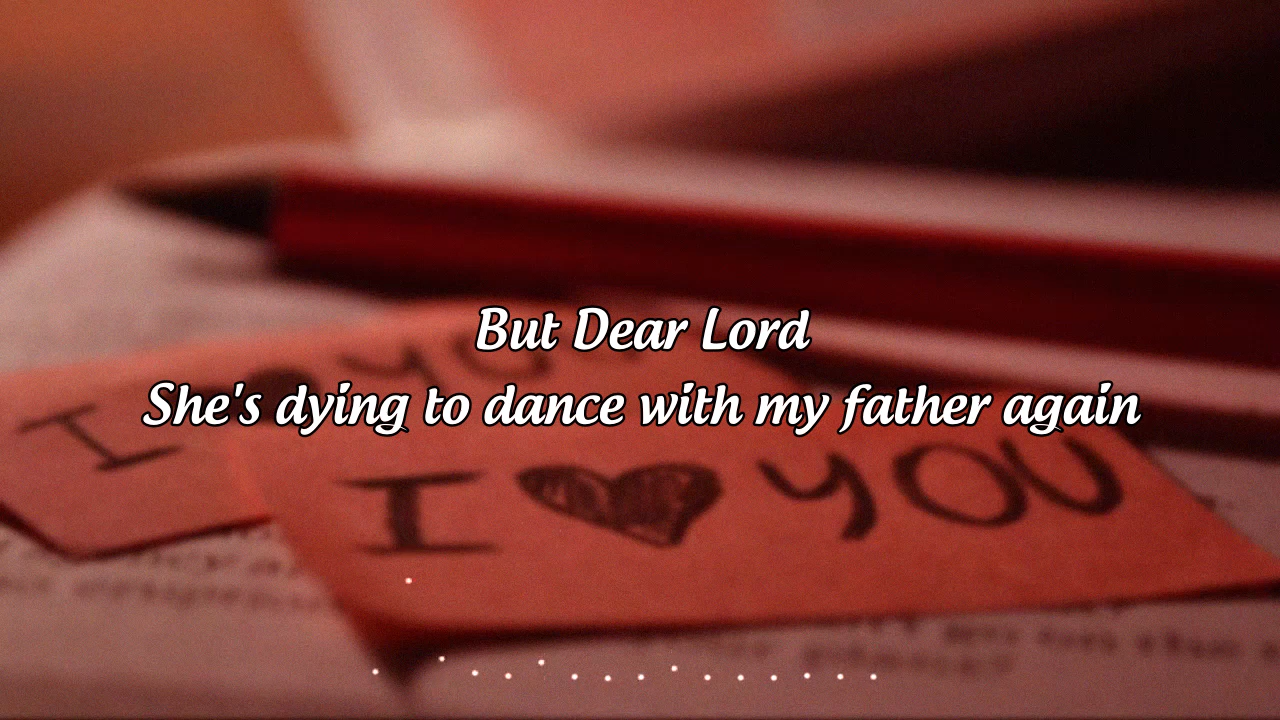 But Dear Lord
She's dying to dance with my father again
I ♥ YOU
I ♥ YOU